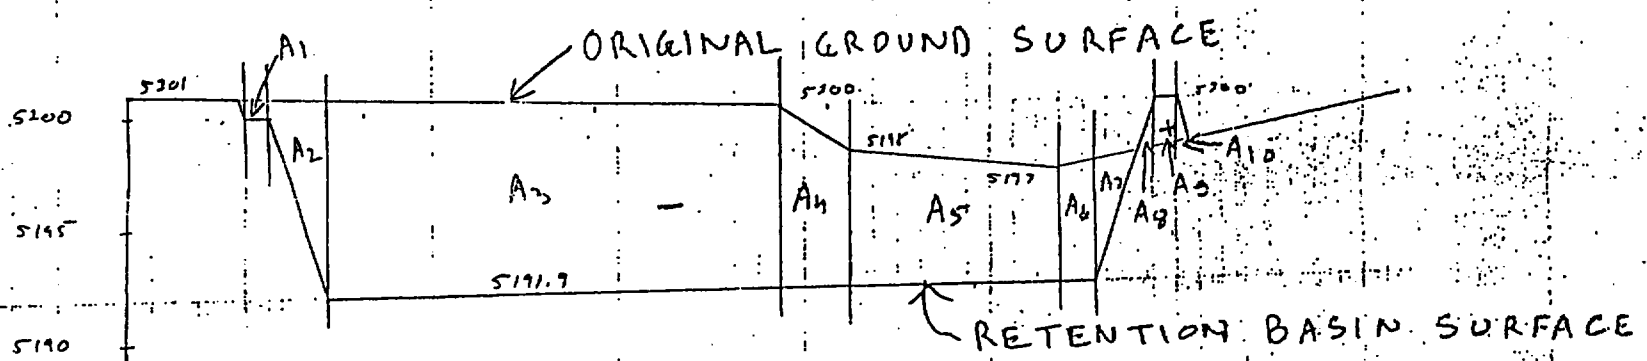 A1
ORIGINAL GROUND SURFACE
5201
5200
5200
5200
A2
5198
A10
5197
A3
A4
A5
A6
A7
A8
A9
5195
5191.9
RETENTION BASIN SURFACE
5190